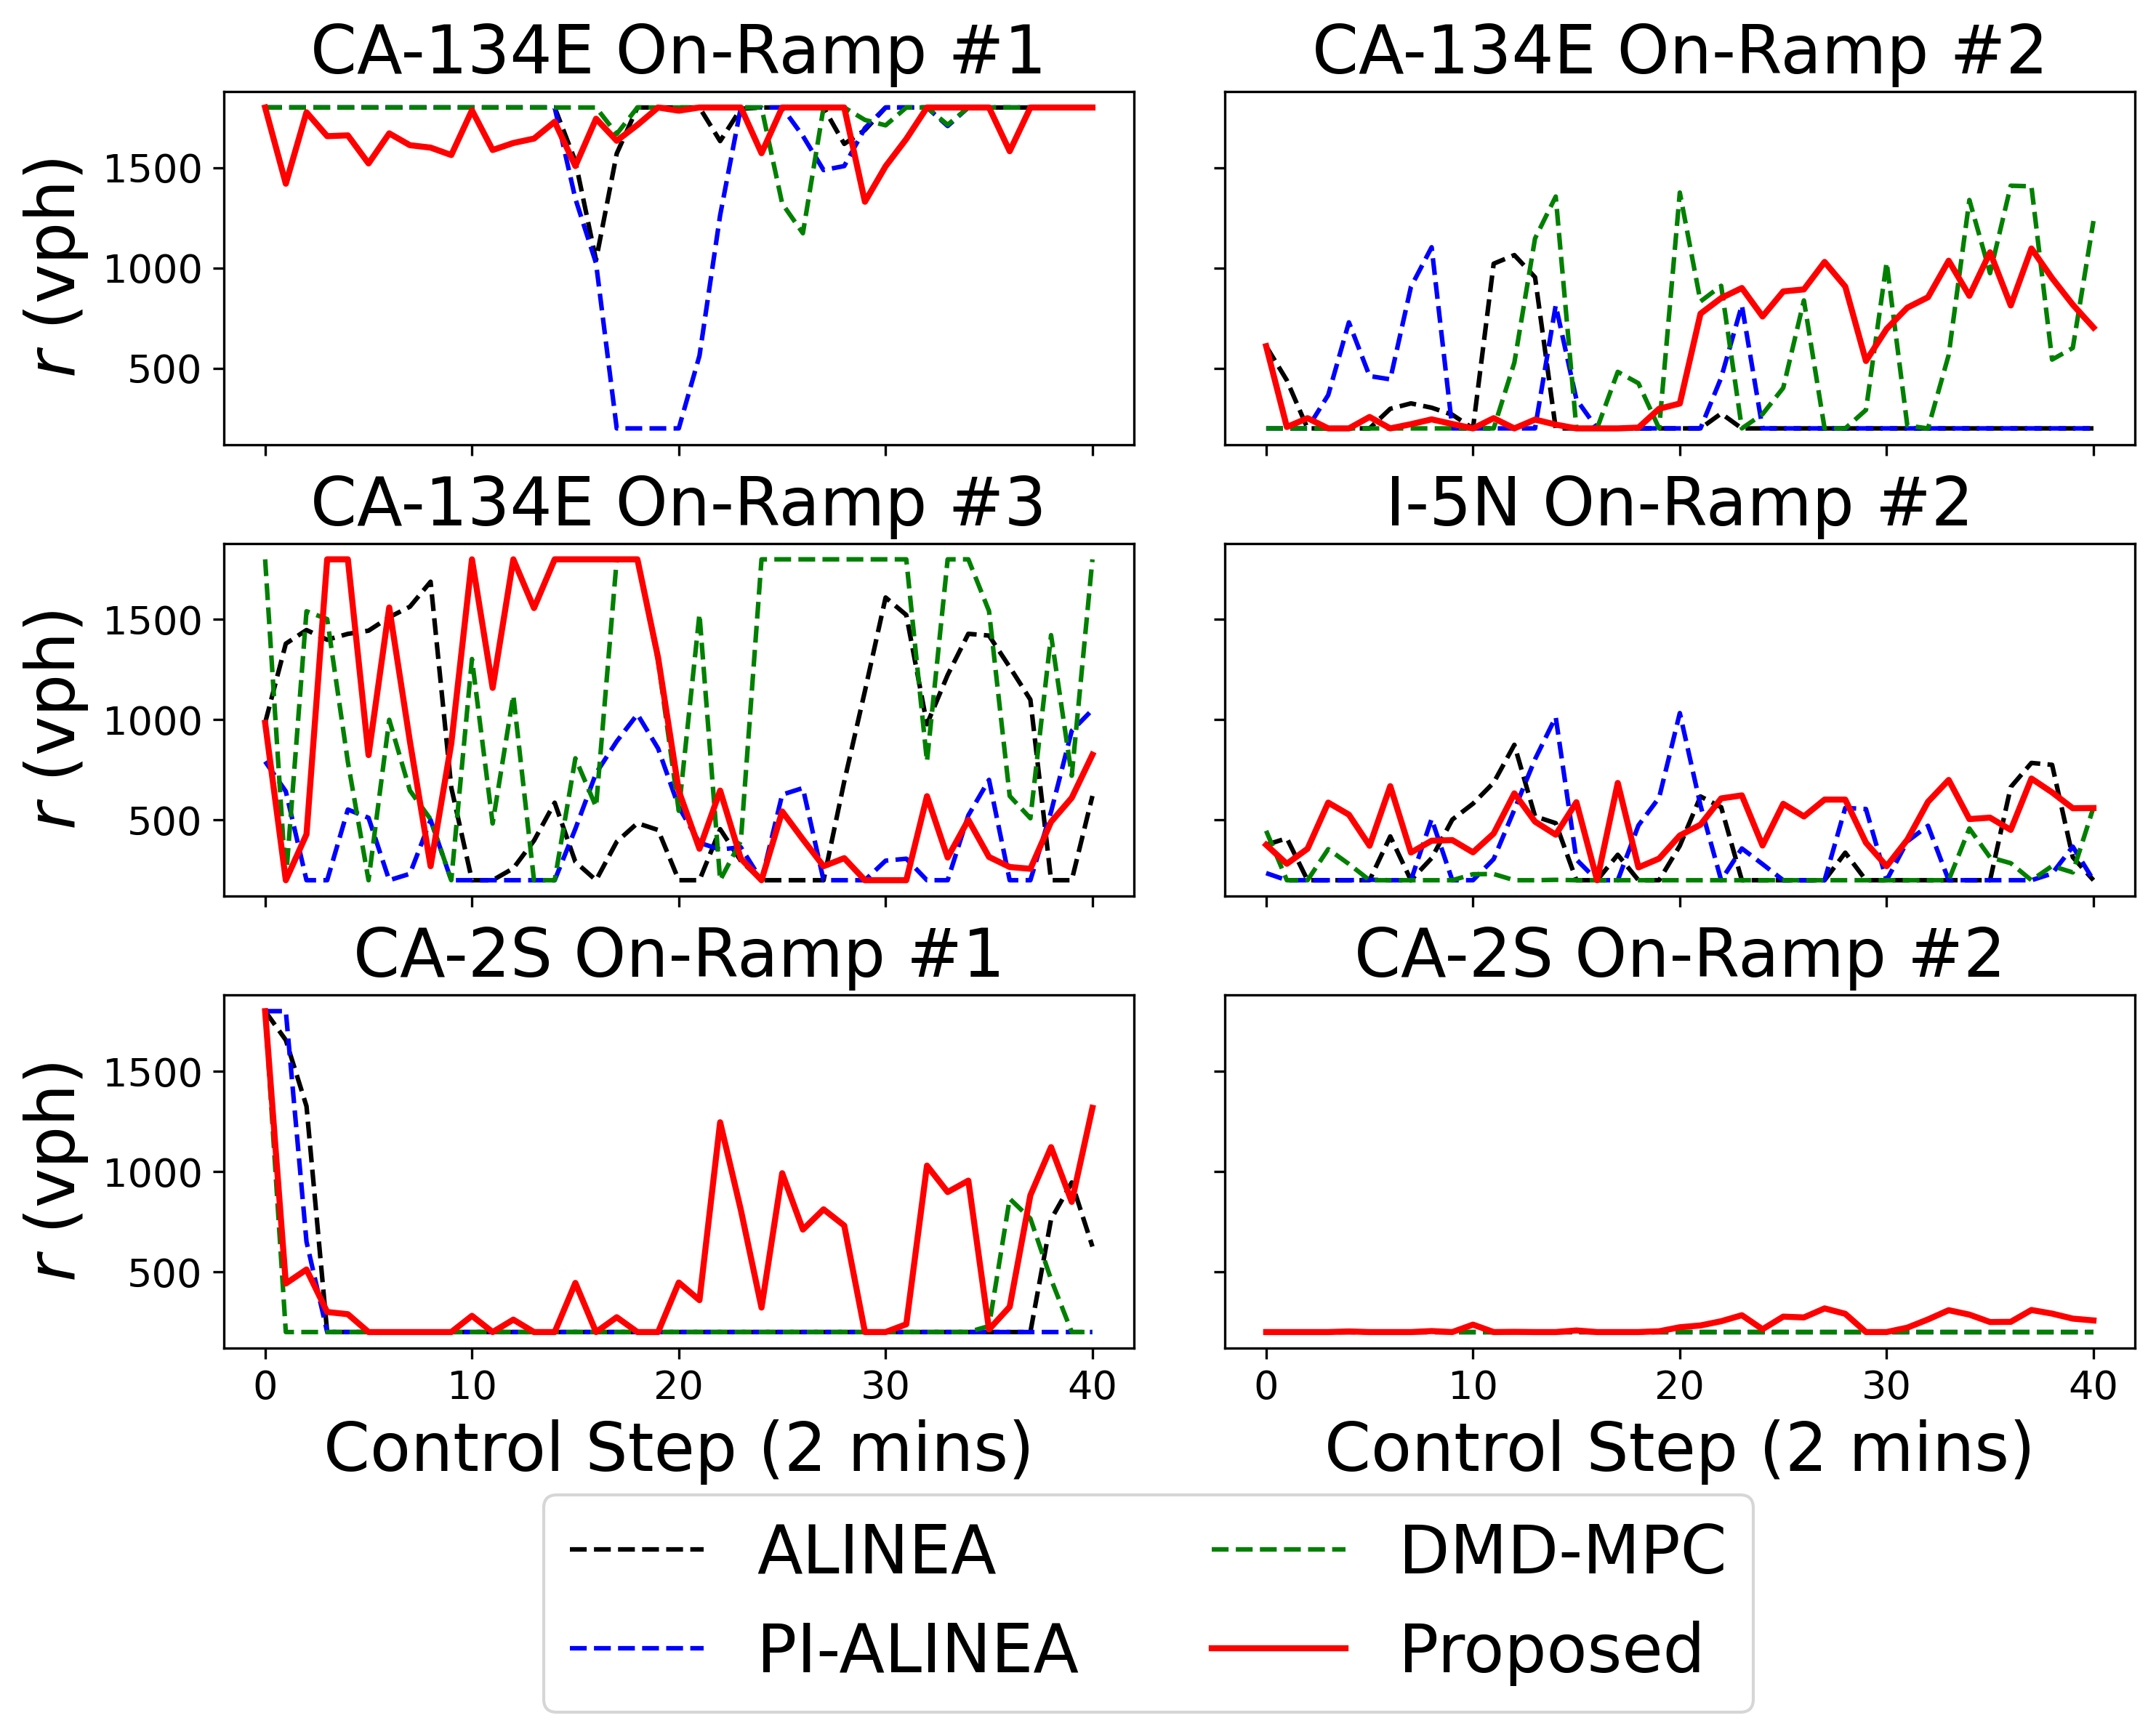 CA-134E On-Ramp #1
CA-134E On-Ramp #2
r (vph)
1500
1000
500
CA-134E On-Ramp #3
I-5N On-Ramp #2
r (vph)
1500
1000
500
CA-2S On-Ramp #1
CA-2S On-Ramp #2
r (vph)
1500
1000
500
0 10 20 30 40
0 10 20 30 40
Control Step (2 mins)
Control Step (2 mins)
ALINEA
DMD-MPC
PI-ALINEA
Proposed